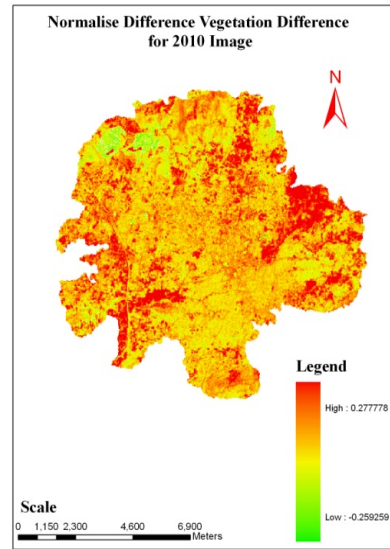 Normalise Difference Vegetation Difference
for 2010 Image
N
Legend
High : 0.277778
Low : -0.259259
Scale
0 1,150 2,300 4,600 6,900
Meters